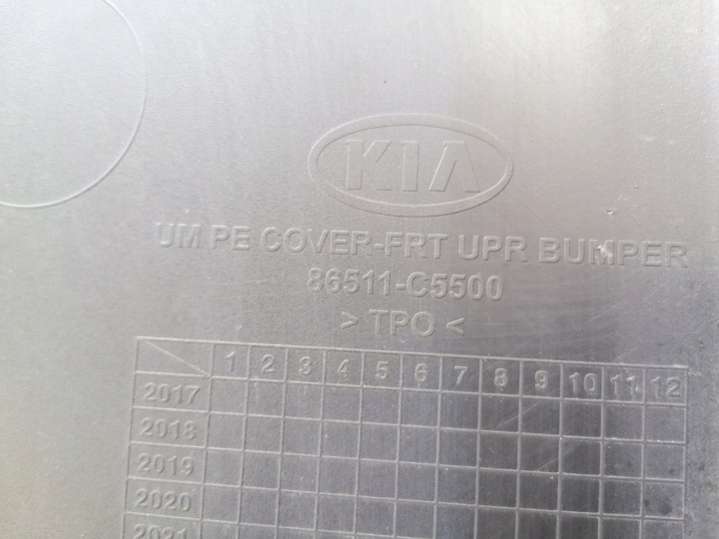 KIA
UM PE COVER-FRT UPR BUMPER
86511-C5500
> TPO <
1 2 3 4 5 6 7 8 9 10 11 12
2017
2018
2019
2020
2021